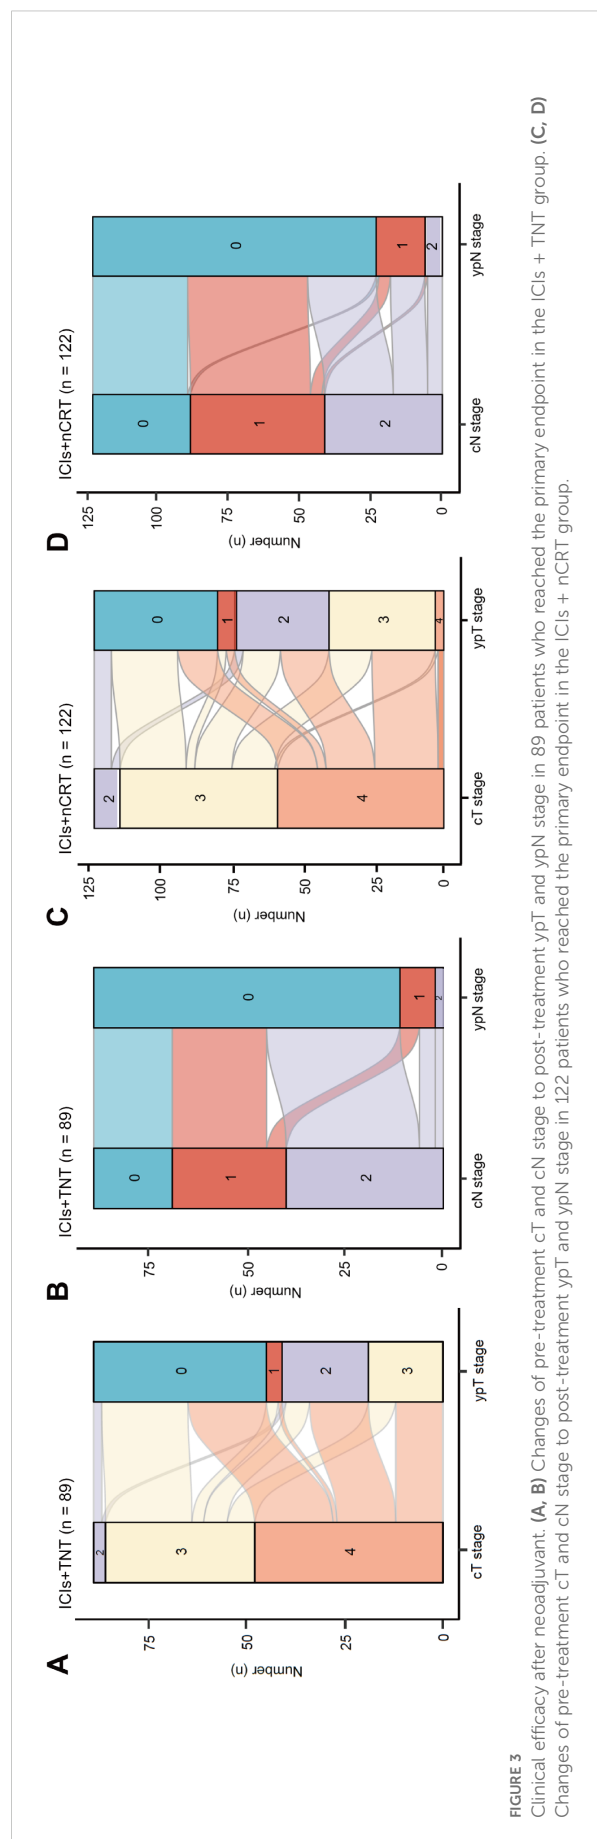 A
ICIs+TNT (n = 89)
Number (n)
75
50
25
0
2
3
4
0
1
2
3
cT stage
ypT stage
B
ICIs+TNT (n = 89)
Number (n)
75
50
25
0
0
1
2
0
1
2
cN stage
ypN stage
C
ICIs+nCRT (n = 122)
Number (n)
125
100
75
50
25
0
2
3
4
0
1
2
3
4
cT stage
ypT stage
D
ICIs+nCRT (n = 122)
Number (n)
125
100
75
50
25
0
0
1
2
0
1
2
cN stage
ypN stage
FIGURE 3
Clinical efficacy after neoadjuvant. (A, B) Changes of pre-treatment cT and cN stage to post-treatment ypT and ypN stage in 89 patients who reached the primary endpoint in the ICIs + TNT group. (C, D)
Changes of pre-treatment cT and cN stage to post-treatment ypT and ypN stage in 122 patients who reached the primary endpoint in the ICIs + nCRT group.